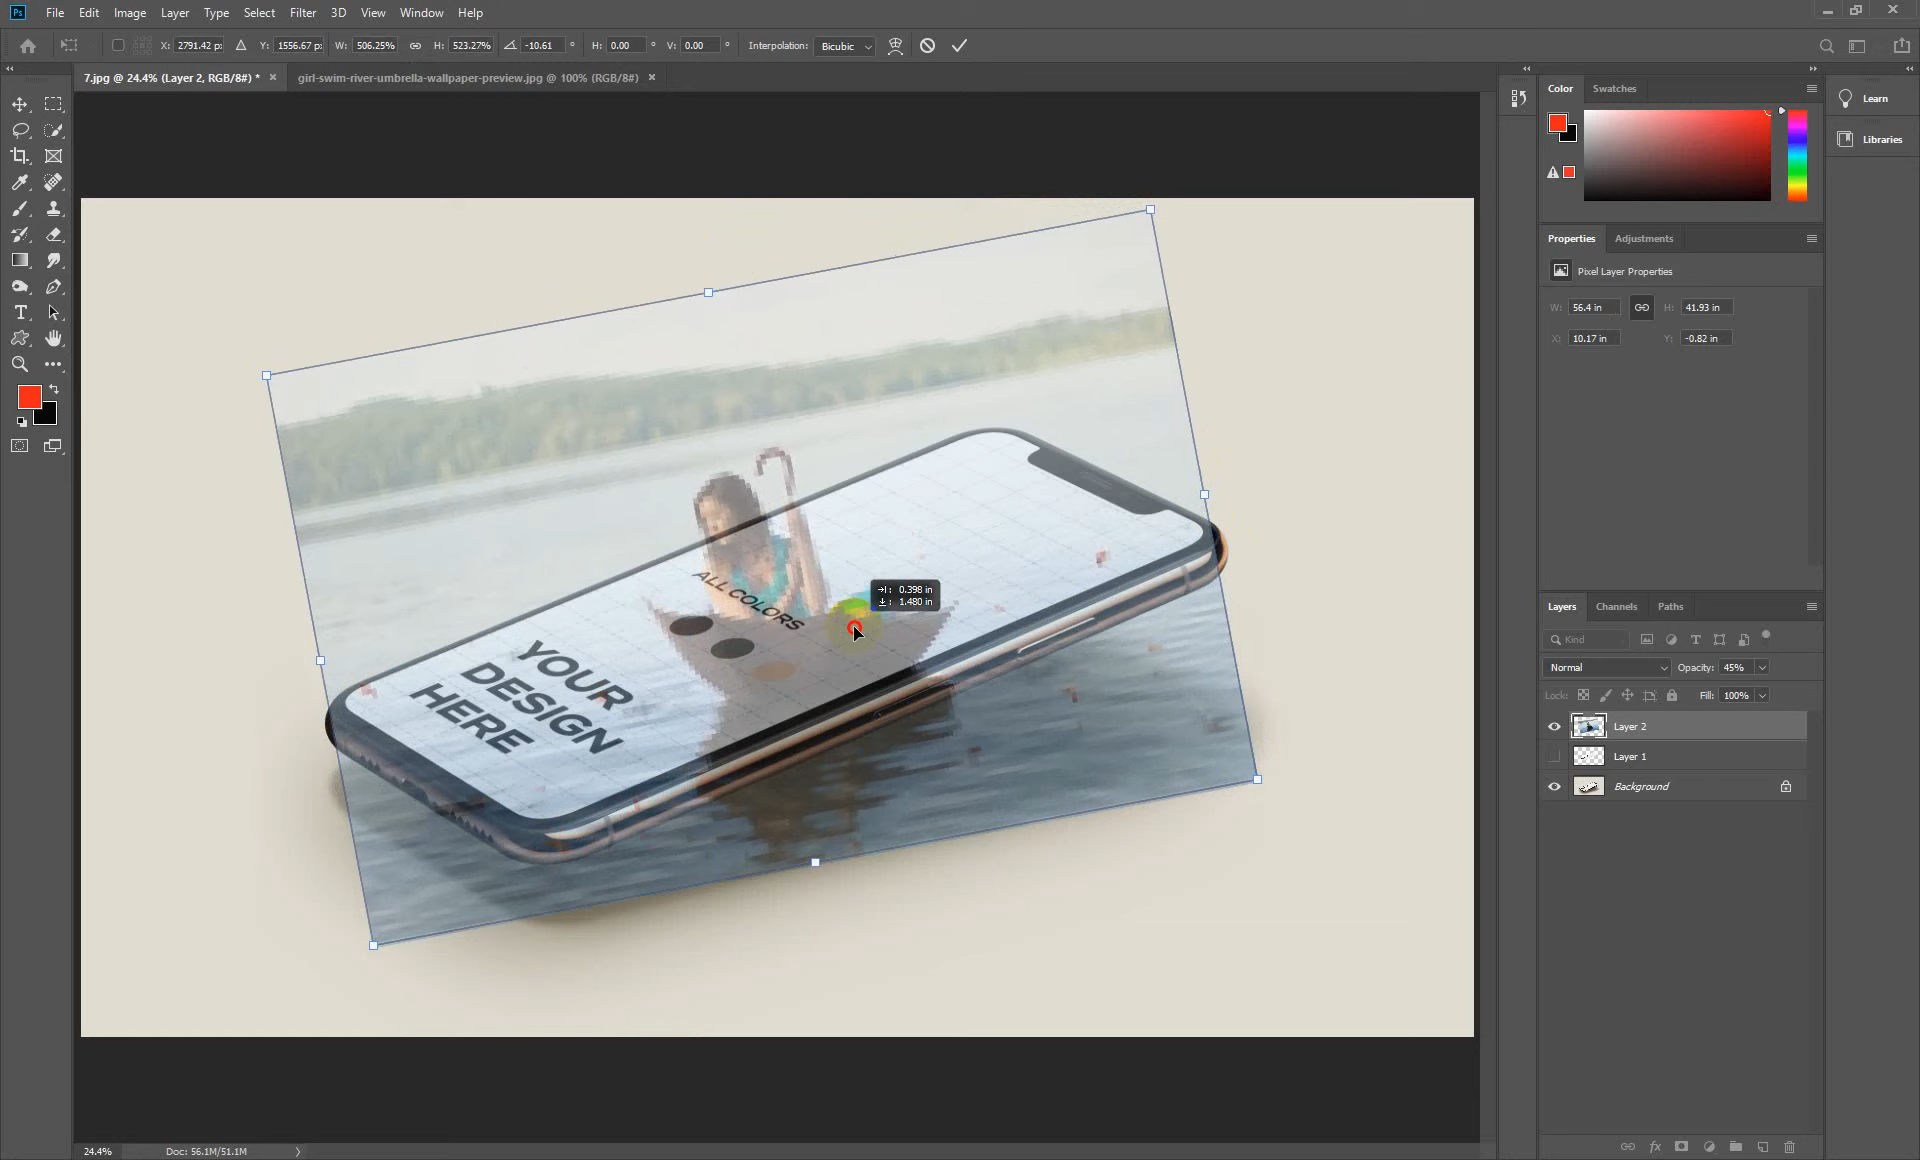 Ps File Edit Image Layer Type Select Filter 3D View Window Help
X: 2791.42 px Y: 1556.67 px W: 506.25% H: 523.27% -10.61 ° H: 0.00 ° V: 0.00 ° Interpolation: Bicubic
7.jpg @ 24.4% (Layer 2, RGB/8#) * × girl-swim-river-umbrella-wallpaper-preview.jpg @ 100% (RGB/8#) ×
Color Swatches
Learn
Libraries
Properties Adjustments
Pixel Layer Properties
W: 56.4 in H: 41.93 in
X: 10.17 in Y: -0.82 in
ALL COLORS
YOUR
DESIGN
HERE
0.398 in
1.480 in
Layers Channels Paths
Kind
Normal Opacity: 45%
Lock: Fill: 100%
Layer 2
Layer 1
Background
fx
24.4% Doc: 56.1M/51.1M